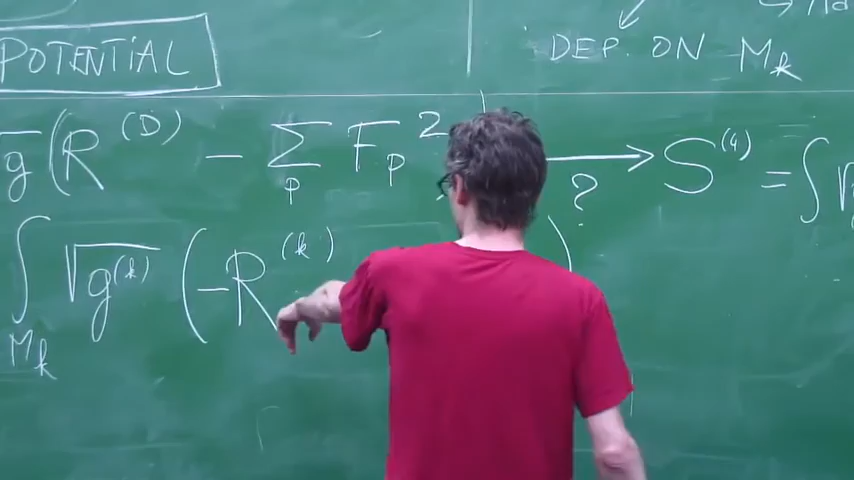 POTENTIAL
DEP. ON M_k
√g (R^(D) − Σ_p F_p^2 → ? S^(4) = ∫ √
∫_{M_k} √g^(k) (−R^(k) )